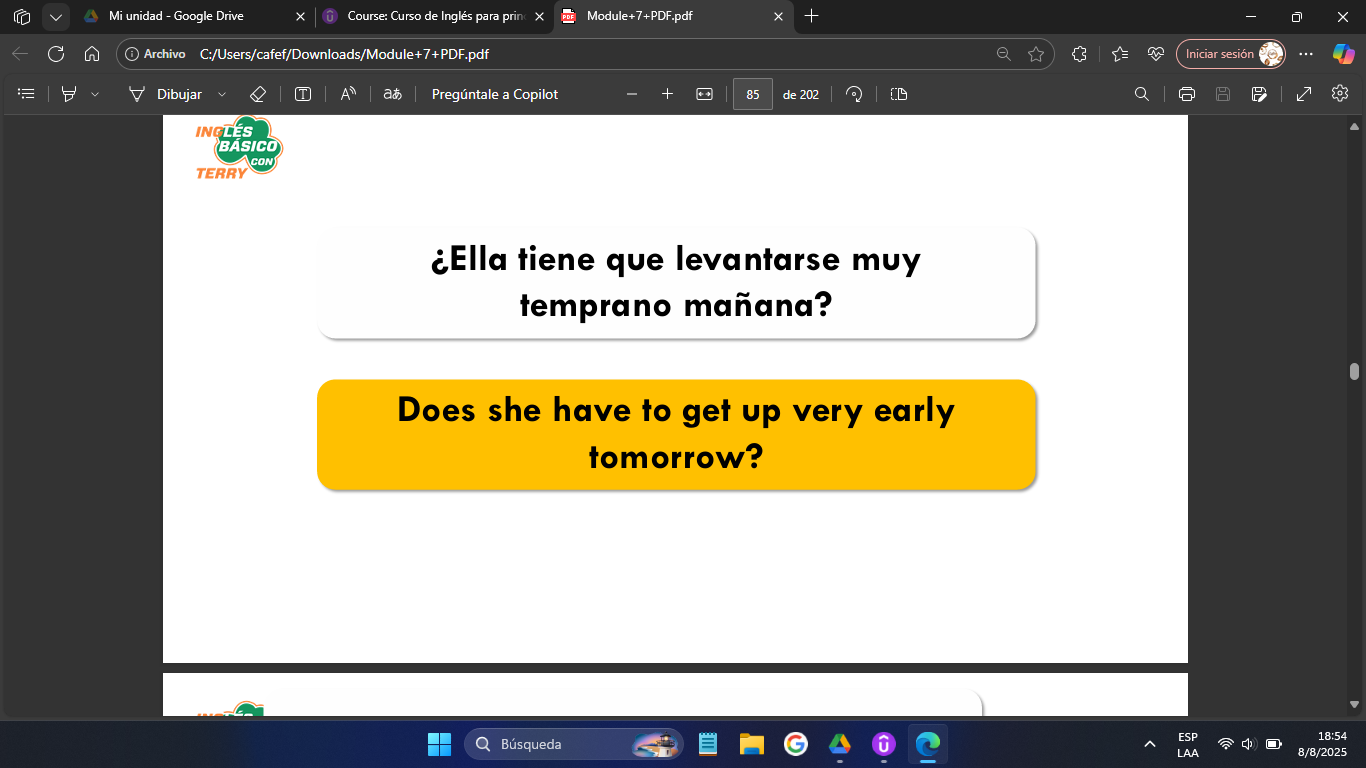 Mi unidad - Google Drive
Course: Curso de Inglés para prin
Module+7+PDF.pdf
Archivo
C:/Users/cafef/Downloads/Module+7+PDF.pdf
Iniciar sesión
Dibujar
aあ
Pregúntale a Copilot
85
de 202
INGLÉS
BÁSICO
CON
TERRY
¿Ella tiene que levantarse muy
temprano mañana?
Does she have to get up very early
tomorrow?
Búsqueda
ESP
LAA
18:54
8/8/2025